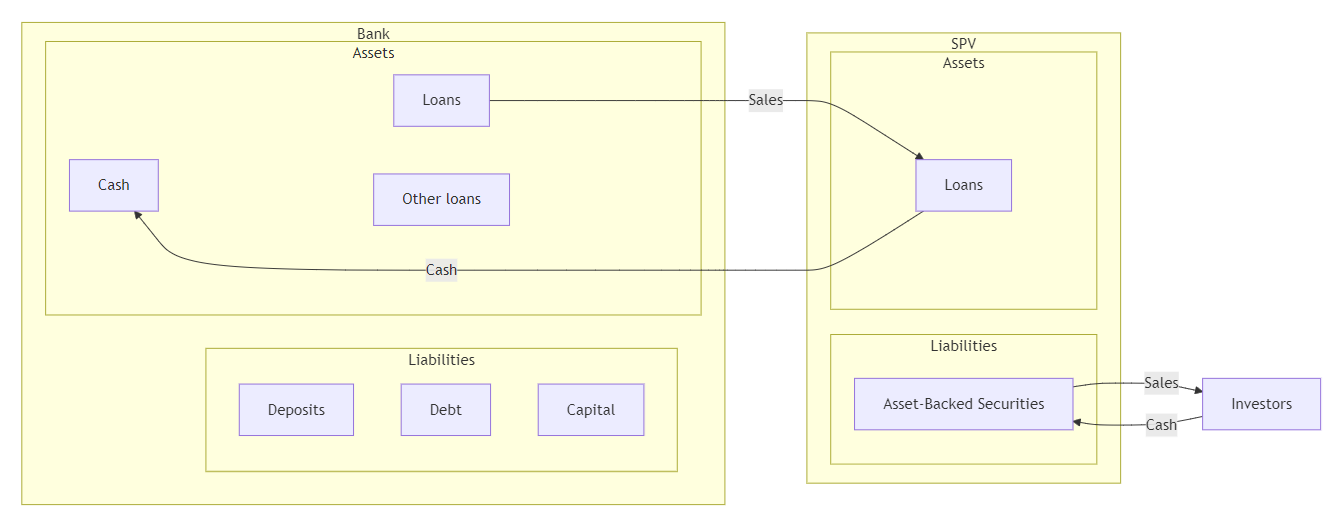 Bank
Assets
Loans
Cash
Other loans
Cash
Liabilities
Deposits
Debt
Capital
Sales
SPV
Assets
Loans
Liabilities
Asset-Backed Securities
Sales
Cash
Investors